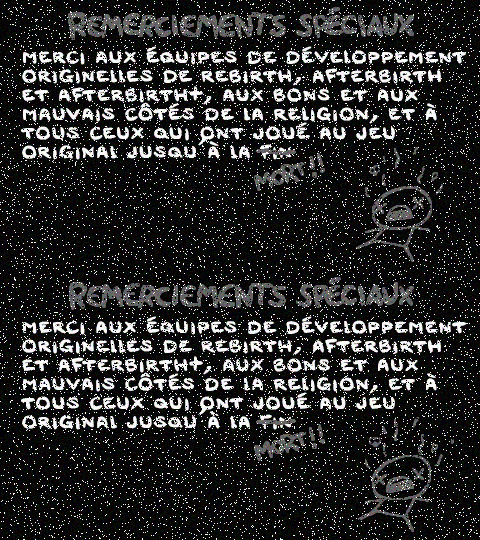 REMERCIEMENTS SPÉCIAUX
MERCI AUX ÉQUIPES DE DÉVELOPPEMENT
ORIGINELLES DE REBIRTH, AFTERBIRTH
ET AFTERBIRTH+, AUX BONS ET AUX
MAUVAIS CÔTÉS DE LA RELIGION, ET À
TOUS CEUX QUI ONT JOUÉ AU JEU
ORIGINAL JUSQU'À LA FIN
MORT!!
REMERCIEMENTS SPÉCIAUX
MERCI AUX ÉQUIPES DE DÉVELOPPEMENT
ORIGINELLES DE REBIRTH, AFTERBIRTH
ET AFTERBIRTH+, AUX BONS ET AUX
MAUVAIS CÔTÉS DE LA RELIGION, ET À
TOUS CEUX QUI ONT JOUÉ AU JEU
ORIGINAL JUSQU'À LA FIN
MORT!!